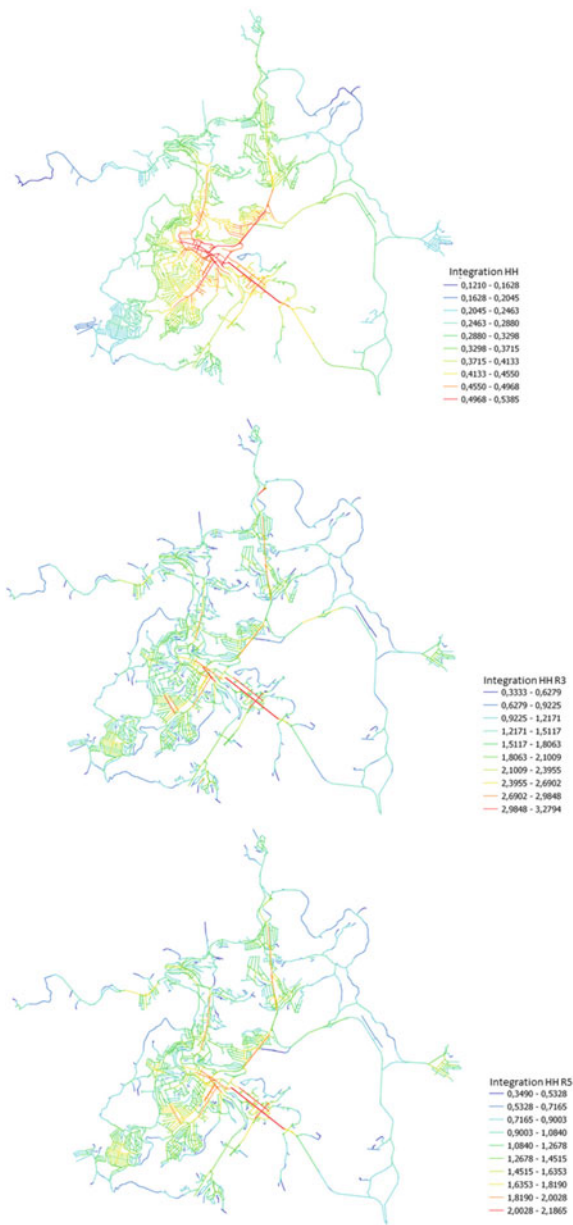 Integration HH
0,1210 - 0,1628
0,1628 - 0,2045
0,2045 - 0,2463
0,2463 - 0,2880
0,2880 - 0,3298
0,3298 - 0,3715
0,3715 - 0,4133
0,4133 - 0,4550
0,4550 - 0,4968
0,4968 - 0,5385
Integration HH R3
0,3333 - 0,6279
0,6279 - 0,9225
0,9225 - 1,2171
1,2171 - 1,5117
1,5117 - 1,8063
1,8063 - 2,1009
2,1009 - 2,3955
2,3955 - 2,6902
2,6902 - 2,9848
2,9848 - 3,2794
Integration HH R5
0,3490 - 0,5328
0,5328 - 0,7165
0,7165 - 0,9003
0,9003 - 1,0840
1,0840 - 1,2678
1,2678 - 1,4515
1,4515 - 1,6353
1,6353 - 1,8190
1,8190 - 2,0028
2,0028 - 2,1865